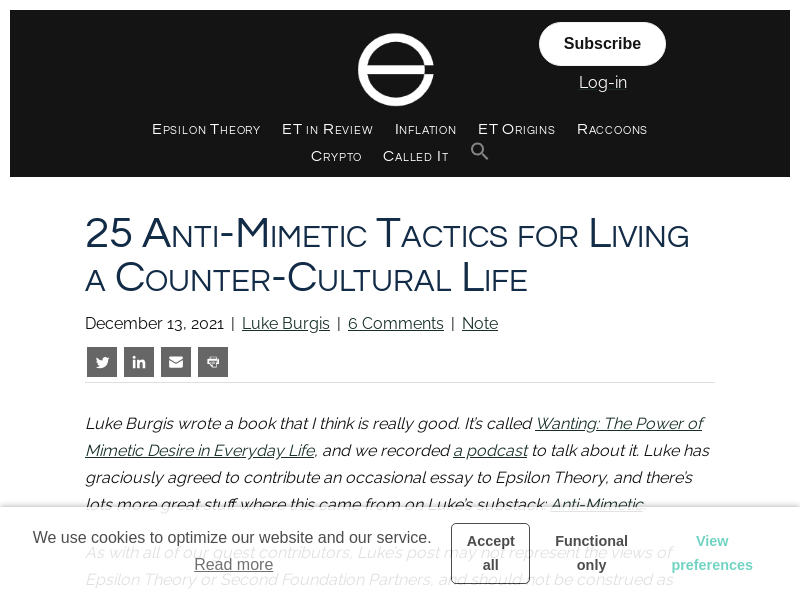 Subscribe
Log-in
Epsilon Theory ET in Review Inflation ET Origins Raccoons
Crypto Called It
25 Anti-Mimetic Tactics for Living
a Counter-Cultural Life
December 13, 2021 | Luke Burgis | 6 Comments | Note
Luke Burgis wrote a book that I think is really good. It's called Wanting: The Power of
Mimetic Desire in Everyday Life, and we recorded a podcast to talk about it. Luke has
graciously agreed to contribute an occasional essay to Epsilon Theory, and there's
lots more great stuff where this came from on Luke's substack: Anti-Mimetic
We use cookies to optimize our website and our service.
Read more
Accept
all
Functional
only
View
preferences
As with all of our guest contributors, Luke's post may not represent the views of
Epsilon Theory or Second Foundation Partners, and should not be construed as